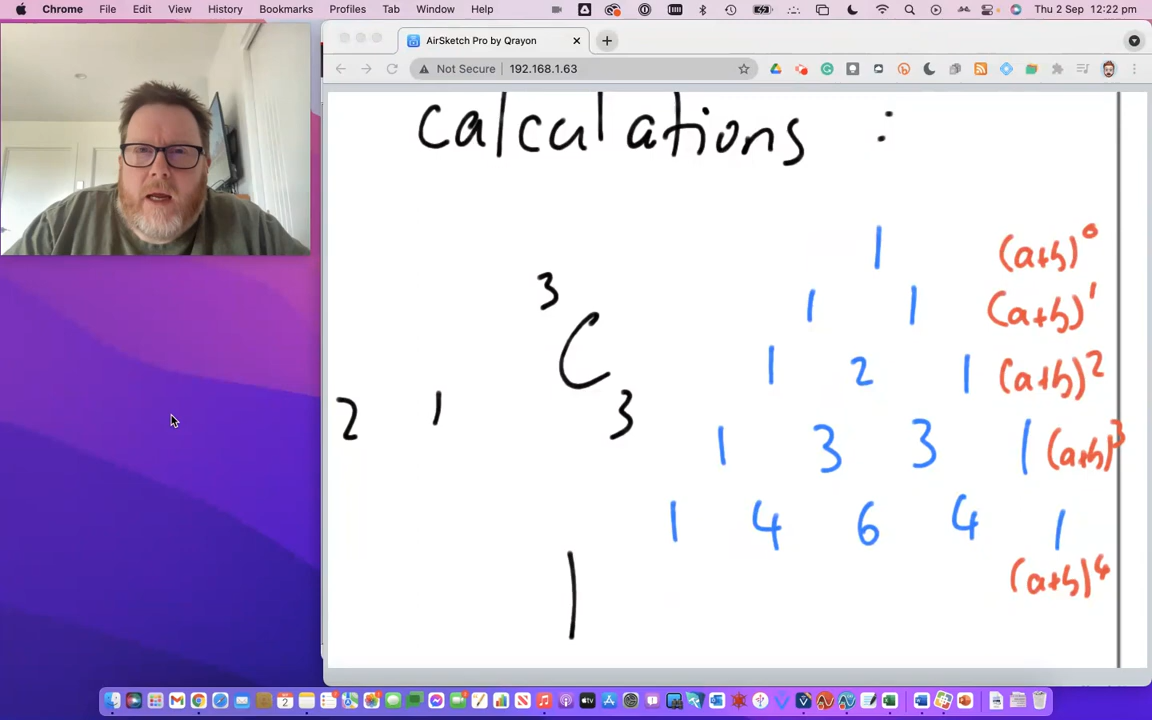 Chrome File Edit View History Bookmarks Profiles Tab Window Help Thu 2 Sep 12:22 pm
AirSketch Pro by Qrayon
Not Secure 192.168.1.63
calculations :
1 (a+b)^0
1 1 (a+b)^1
1 2 1 (a+b)^2
³C₃
2 1
1 3 3 1 (a+b)^3
1 4 6 4 1
(a+b)^4
1